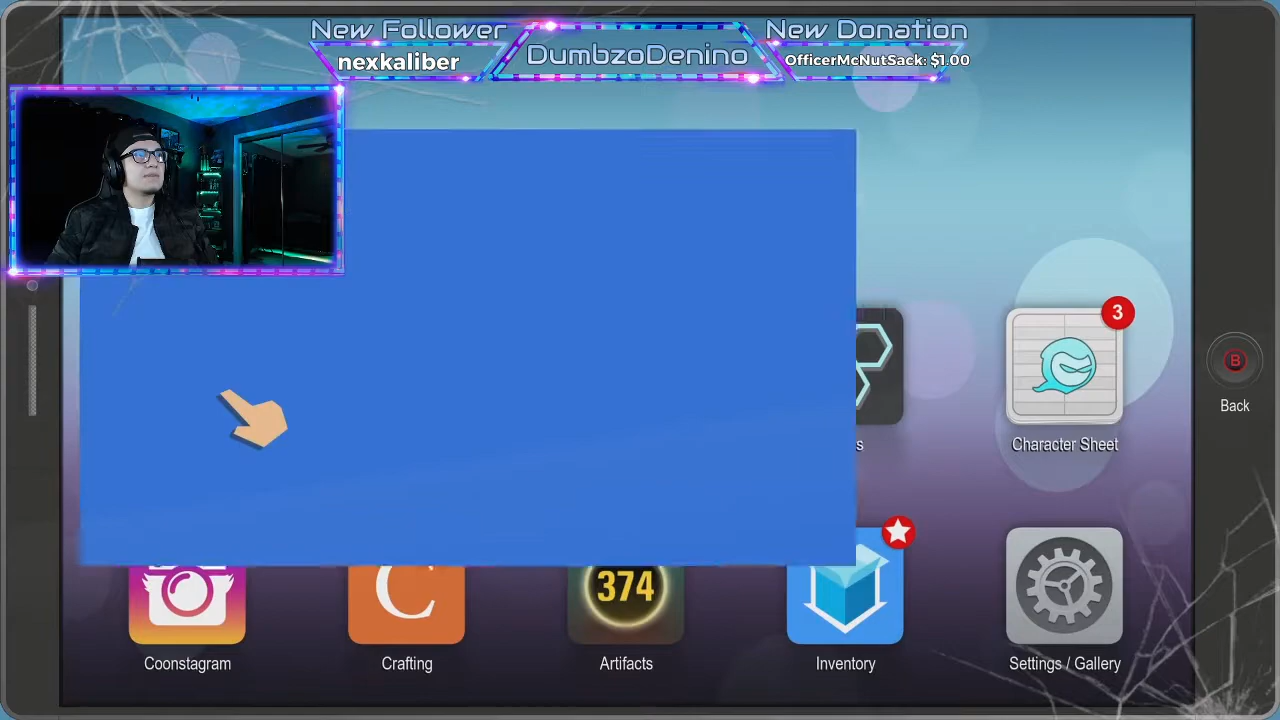 New Follower
nexkaliber
DumbzoDenino
New Donation
OfficerMcNutSack: $1.00
3
B
Back
s
Character Sheet
C
374
Coonstagram
Crafting
Artifacts
Inventory
Settings / Gallery